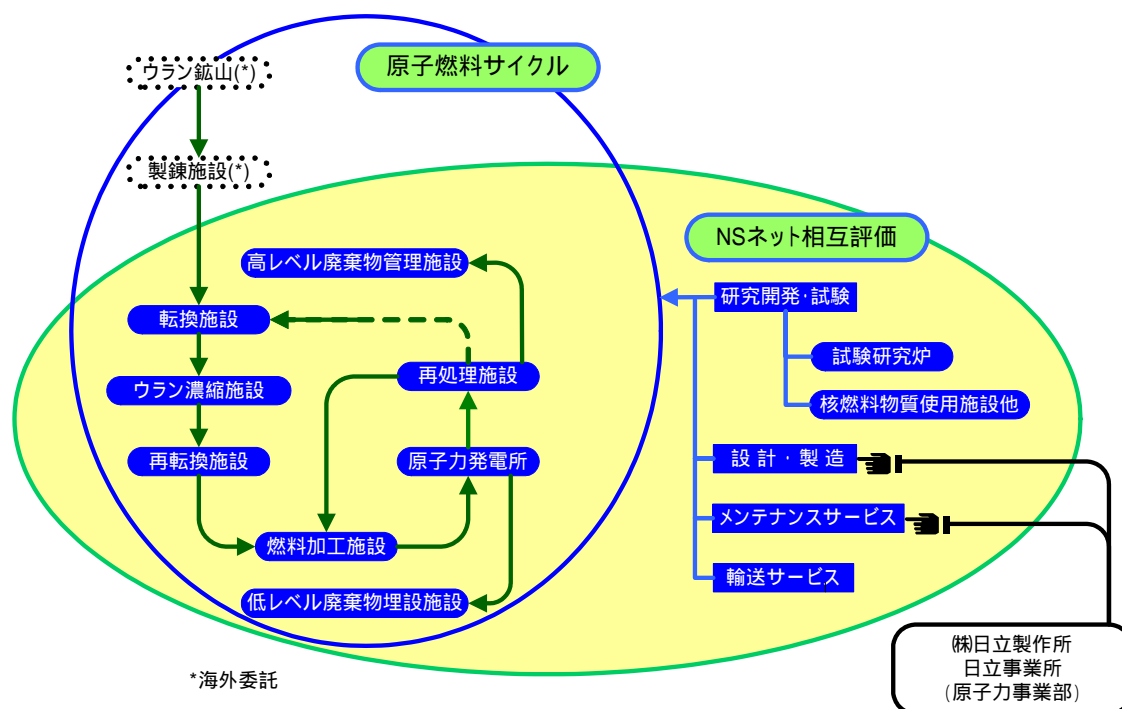 原子燃料サイクル
ウラン鉱山(*)
製錬施設(*)
NSネット相互評価
高レベル廃棄物管理施設
研究開発・試験
転換施設
試験研究炉
再処理施設
ウラン濃縮施設
核燃料物質使用施設他
再転換施設
原子力発電所
設計・製造
メンテナンスサービス
燃料加工施設
輸送サービス
低レベル廃棄物埋設施設
㈱日立製作所
日立事業所
(原子力事業部)
*海外委託